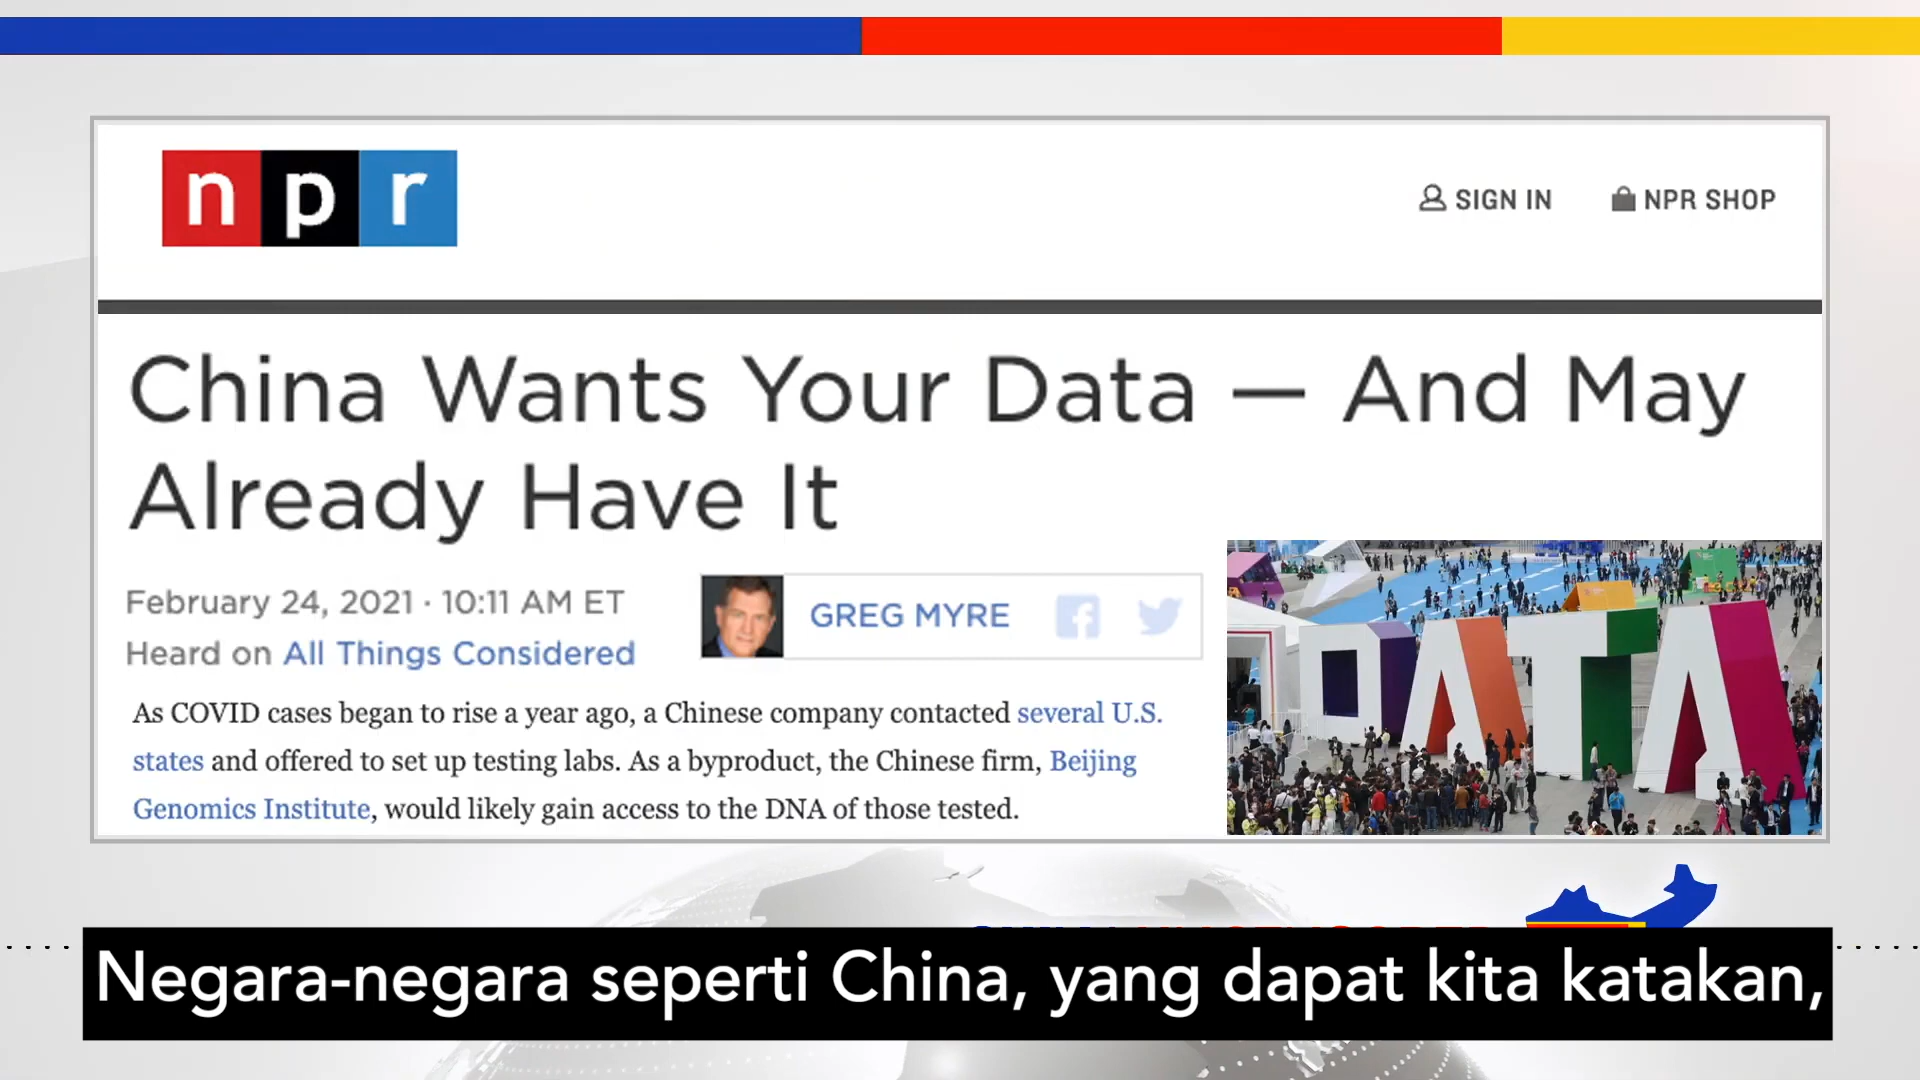 npr
SIGN IN
NPR SHOP
China Wants Your Data — And May
Already Have It
February 24, 2021 · 10:11 AM ET
Heard on All Things Considered
GREG MYRE
As COVID cases began to rise a year ago, a Chinese company contacted several U.S.
states and offered to set up testing labs. As a byproduct, the Chinese firm, Beijing
Genomics Institute, would likely gain access to the DNA of those tested.
DATA
Negara-negara seperti China, yang dapat kita katakan,